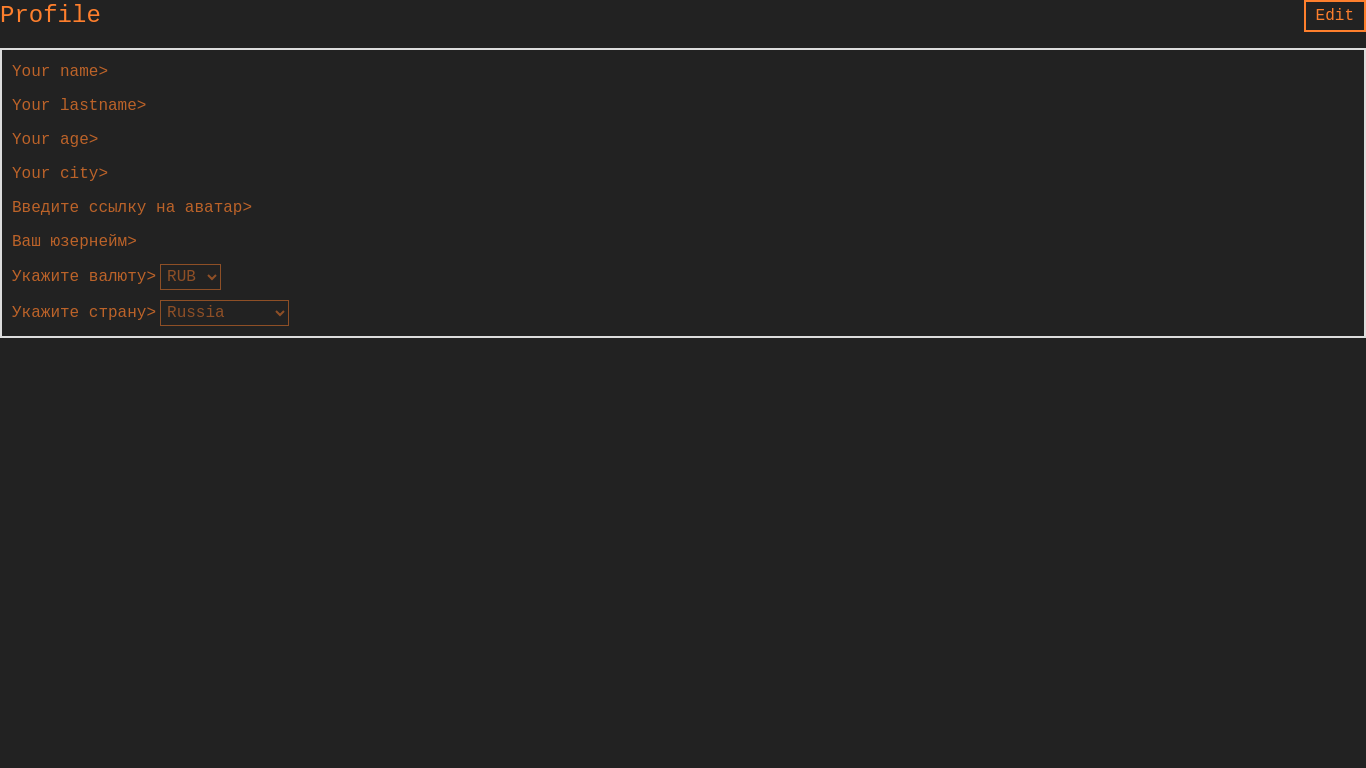 Profile
Edit
Your name>
Your lastname>
Your age>
Your city>
Введите ссылку на аватар>
Ваш юзернейм>
Укажите валюту> RUB
Укажите страну> Russia